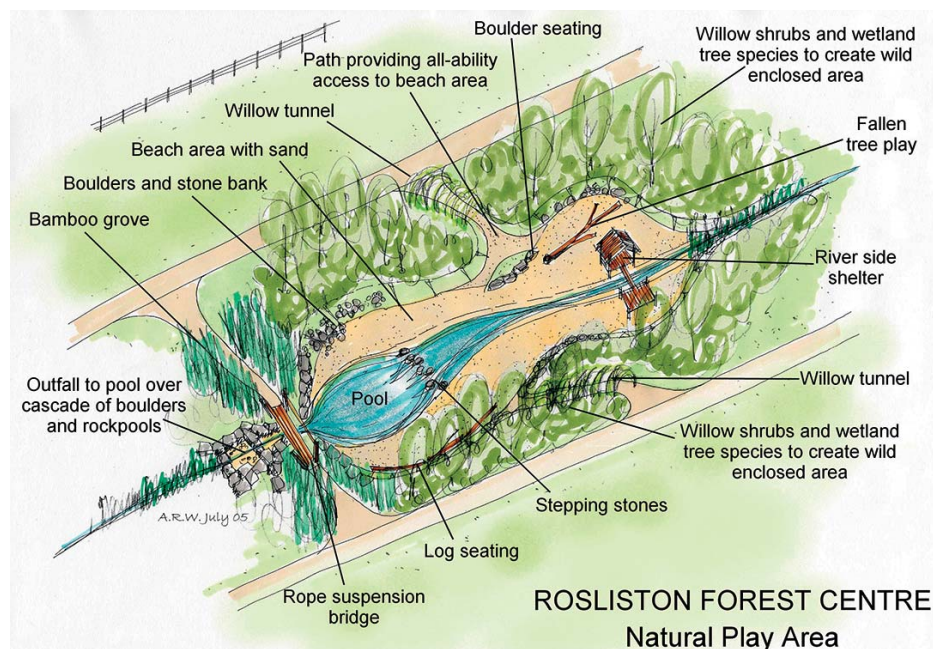 Boulder seating
Willow shrubs and wetland
tree species to create wild
enclosed area
Path providing all-ability
access to beach area
Willow tunnel
Fallen
tree play
Beach area with sand
Boulders and stone bank
Bamboo grove
River side
shelter
Outfall to pool over
cascade of boulders
and rockpools
Pool
Willow tunnel
Willow shrubs and wetland
tree species to create wild
enclosed area
Stepping stones
A.R.W. July 05
Log seating
Rope suspension
bridge
ROSLISTON FOREST CENTRE
Natural Play Area